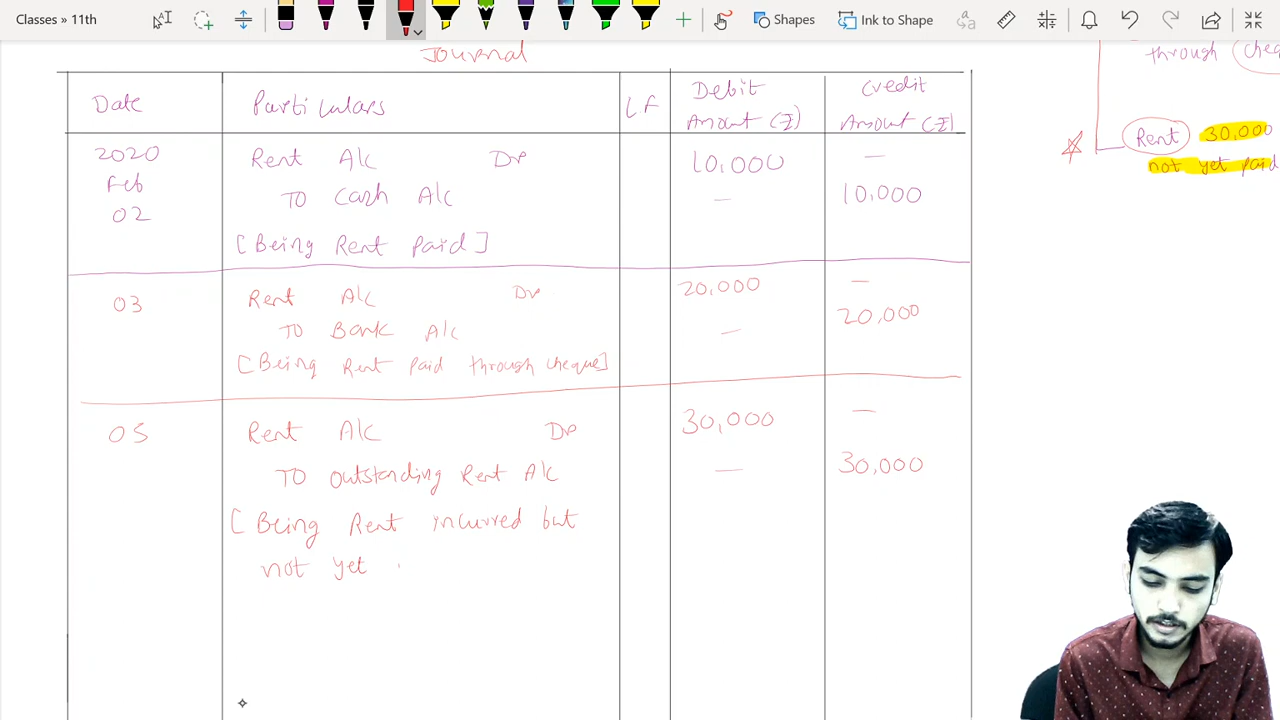 Classes » 11th
Shapes
Ink to Shape
Journal
through cheq
Date Particulars LF Debit Amount (₹) Credit Amount (₹)
Rent 30,000
not yet paid
2020 Rent A/c Dr 10,000 —
Feb
02 To Cash A/c — 10,000
[Being Rent Paid]
03 Rent A/c Dr 20,000 —
To Bank A/c — 20,000
[Being Rent Paid through cheque]
05 Rent A/c Dr 30,000 —
To Outstanding Rent A/c — 30,000
[Being Rent incurred but
not yet